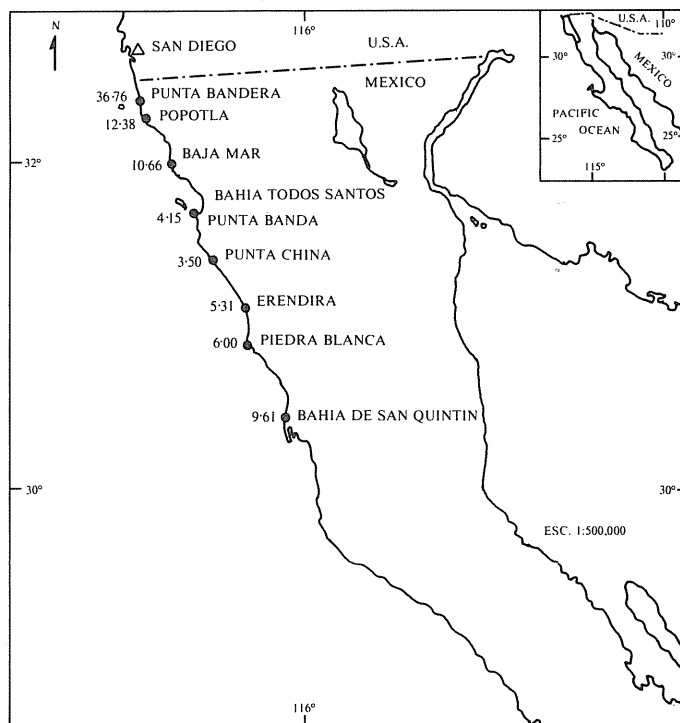 N
116°
SAN DIEGO
U.S.A.
MEXICO
36·76 PUNTA BANDERA
12·38 POPOTLA
32°
10·66 BAJA MAR
BAHIA TODOS SANTOS
4·15 PUNTA BANDA
3·50 PUNTA CHINA
5·31 ERENDIRA
6·00 PIEDRA BLANCA
9·61 BAHIA DE SAN QUINTIN
30°
30°
ESC. 1:500,000
116°
U.S.A.
110°
30°
MEXICO
PACIFIC
OCEAN
25°
25°
115°